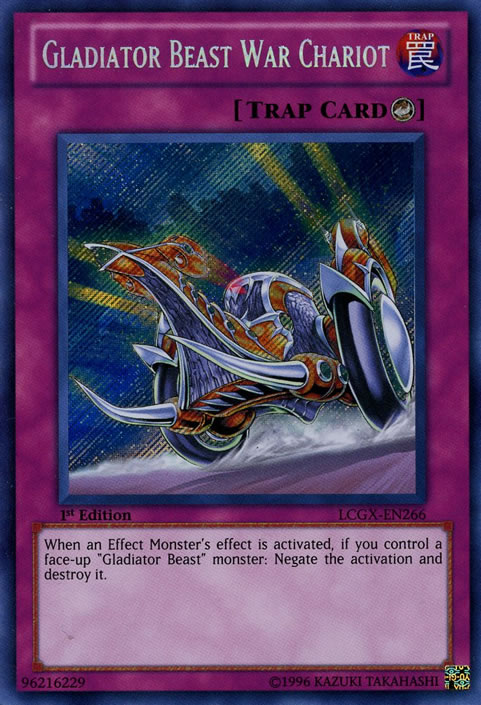 GLADIATOR BEAST WAR CHARIOT
TRAP
罠
[TRAP CARD]
1st Edition
LCGX-EN266
When an Effect Monster's effect is activated, if you control a
face-up "Gladiator Beast" monster: Negate the activation and
destroy it.
96216229
©1996 KAZUKI TAKAHASHI